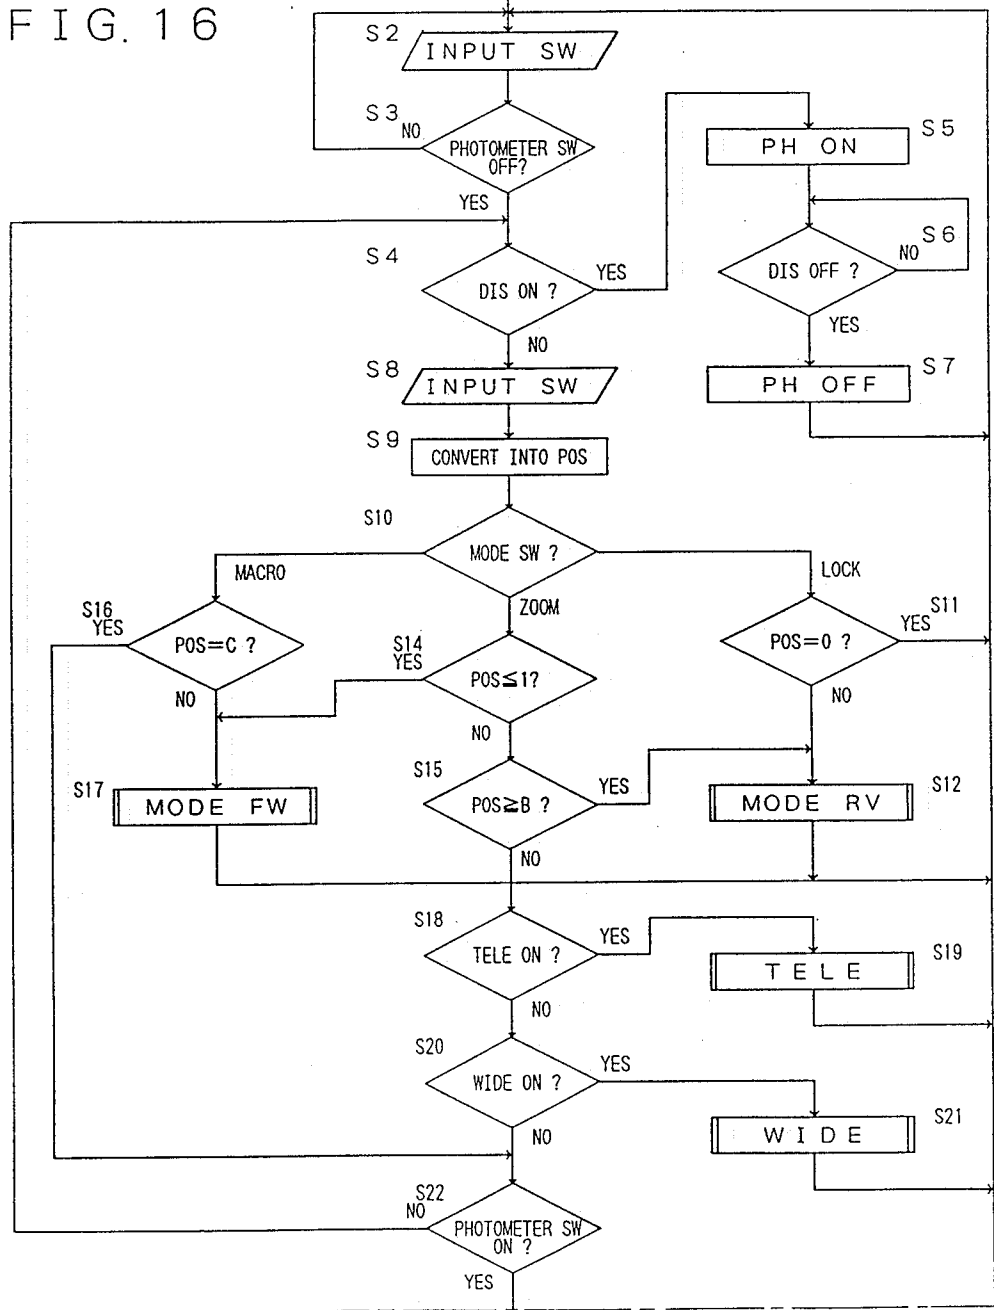 FIG. 16
S2
INPUT SW
S3
NO
PHOTOMETER SW
OFF?
YES
S5
PH ON
S4
DIS ON ?
YES
NO
S6
DIS OFF ?
NO
YES
S8
INPUT SW
S7
PH OFF
S9
CONVERT INTO POS
S10
MODE SW ?
MACRO
ZOOM
LOCK
S16
YES
POS=C ?
NO
S14
YES
POS≦1?
NO
S11
YES
POS=0 ?
NO
S15
POS≧B ?
YES
NO
S17
MODE FW
S12
MODE RV
S18
TELE ON ?
YES
NO
S19
TELE
S20
WIDE ON ?
YES
NO
S21
WIDE
S22
NO
PHOTOMETER SW
ON ?
YES